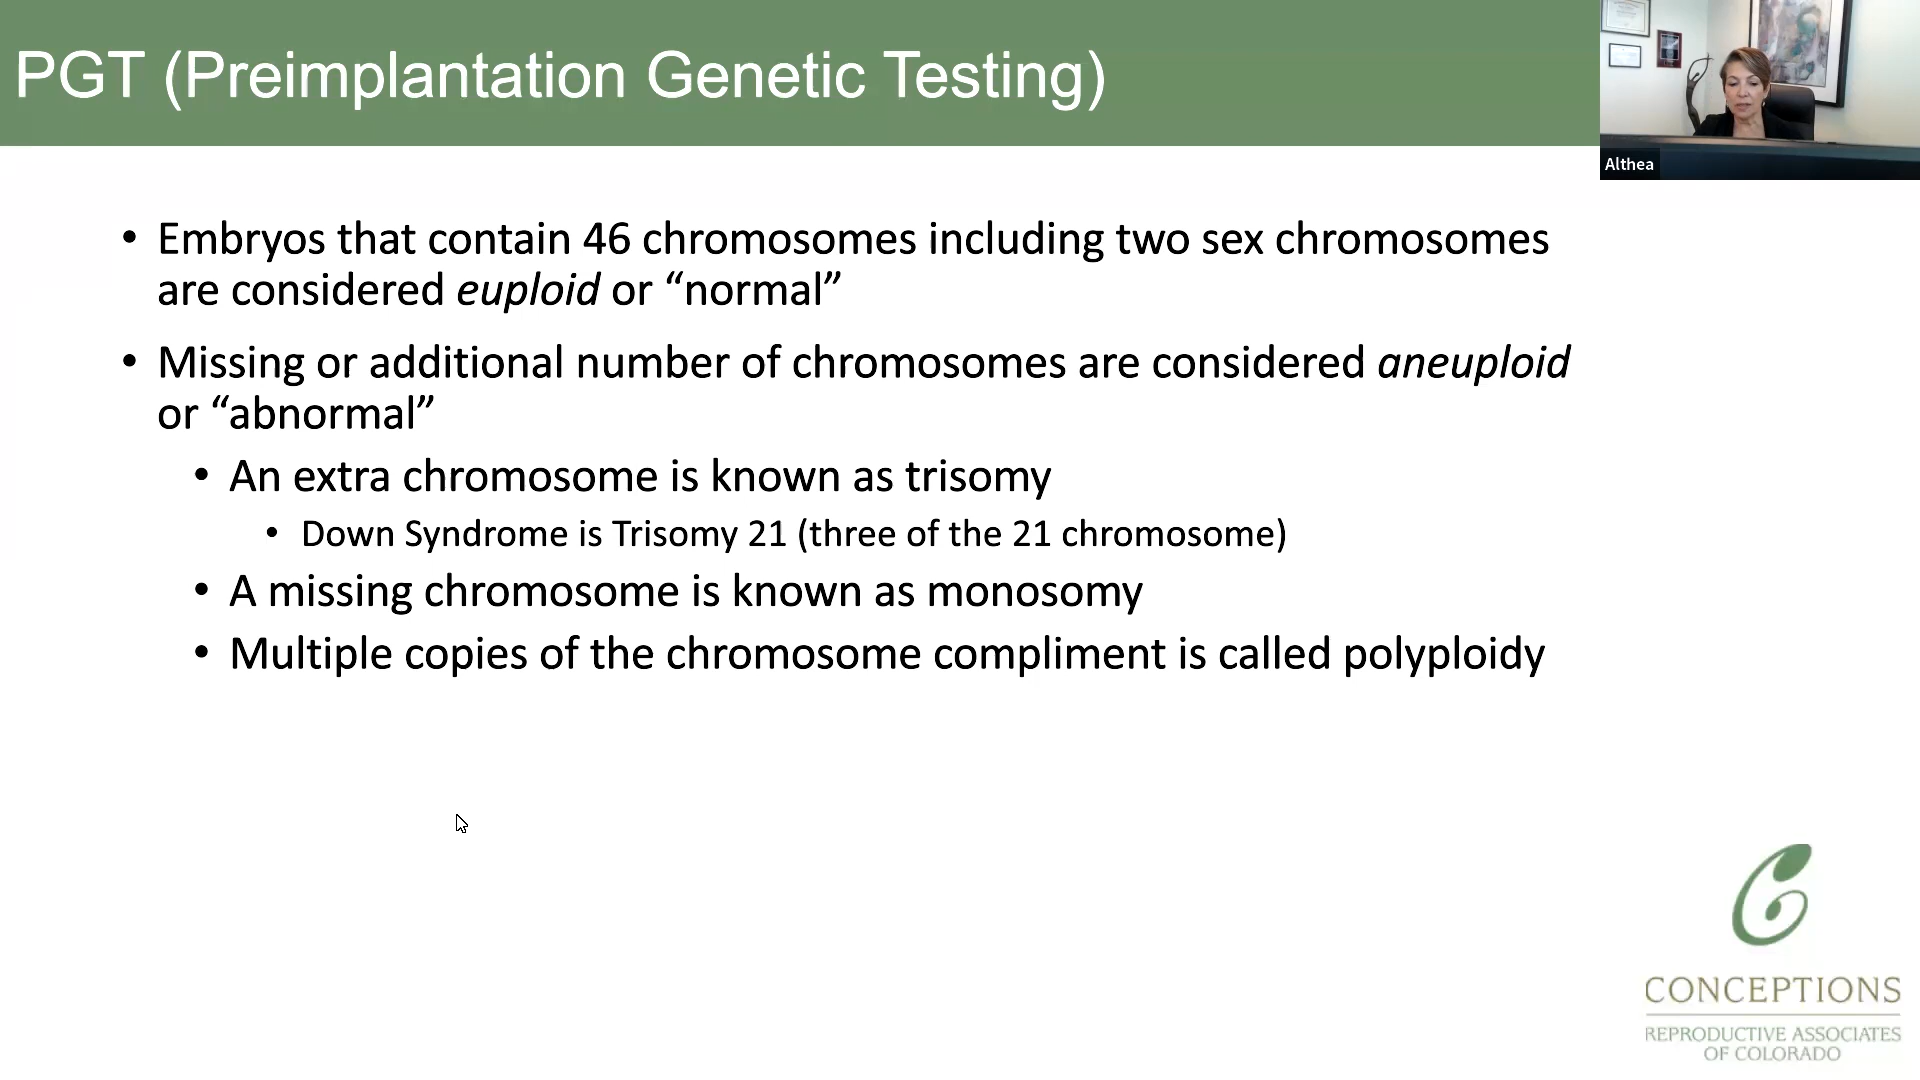 PGT (Preimplantation Genetic Testing)
Althea
• Embryos that contain 46 chromosomes including two sex chromosomes
are considered euploid or “normal”
• Missing or additional number of chromosomes are considered aneuploid
or “abnormal”
• An extra chromosome is known as trisomy
• Down Syndrome is Trisomy 21 (three of the 21 chromosome)
• A missing chromosome is known as monosomy
• Multiple copies of the chromosome compliment is called polyploidy
CONCEPTIONS
REPRODUCTIVE ASSOCIATES
OF COLORADO